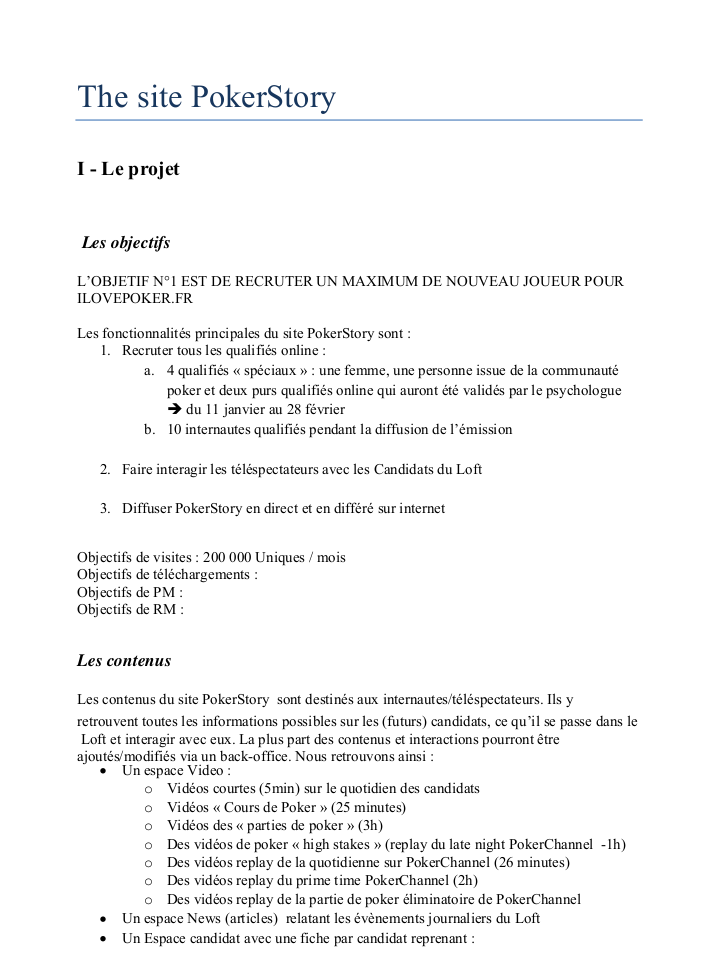 The site PokerStory
I - Le projet
Les objectifs
L’OBJETIF N°1 EST DE RECRUTER UN MAXIMUM DE NOUVEAU JOUEUR POUR
ILOVEPOKER.FR
Les fonctionnalités principales du site PokerStory sont :
1. Recruter tous les qualifiés online :
a. 4 qualifiés « spéciaux » : une femme, une personne issue de la communauté
poker et deux purs qualifiés online qui auront été validés par le psychologue
➔ du 11 janvier au 28 février
b. 10 internautes qualifiés pendant la diffusion de l’émission
2. Faire interagir les téléspectateurs avec les Candidats du Loft
3. Diffuser PokerStory en direct et en différé sur internet
Objectifs de visites : 200 000 Uniques / mois
Objectifs de téléchargements :
Objectifs de PM :
Objectifs de RM :
Les contenus
Les contenus du site PokerStory sont destinés aux internautes/téléspectateurs. Ils y
retrouvent toutes les informations possibles sur les (futurs) candidats, ce qu’il se passe dans le
Loft et interagir avec eux. La plus part des contenus et interactions pourront être
ajoutés/modifiés via un back-office. Nous retrouvons ainsi :
• Un espace Video :
o Vidéos courtes (5min) sur le quotidien des candidats
o Vidéos « Cours de Poker » (25 minutes)
o Vidéos des « parties de poker » (3h)
o Des vidéos de poker « high stakes » (replay du late night PokerChannel -1h)
o Des vidéos replay de la quotidienne sur PokerChannel (26 minutes)
o Des vidéos replay du prime time PokerChannel (2h)
o Des vidéos replay de la partie de poker éliminatoire de PokerChannel
• Un espace News (articles) relatant les évènements journaliers du Loft
• Un Espace candidat avec une fiche par candidat reprenant :